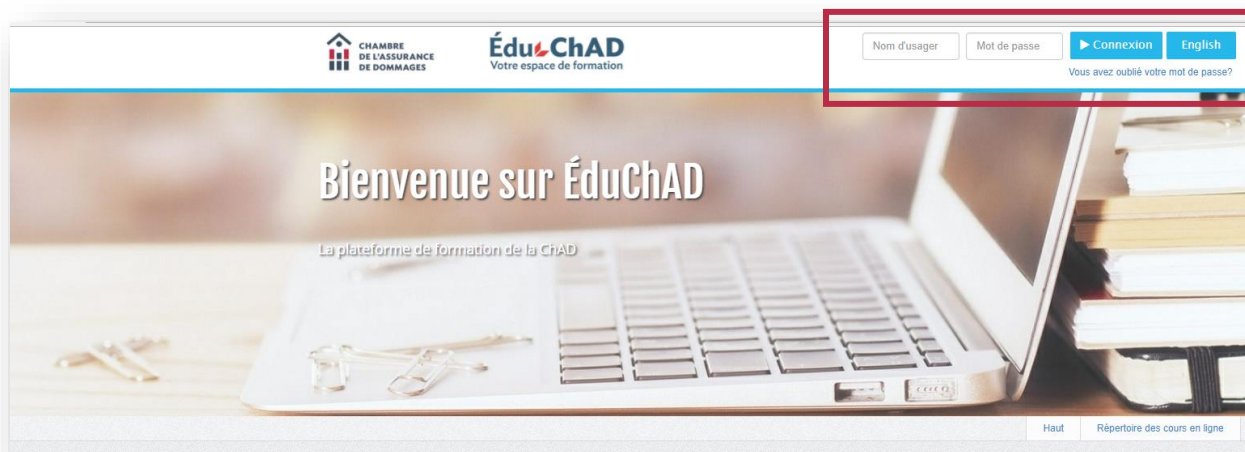 CHAMBRE
DE L'ASSURANCE
DE DOMMAGES
ÉduChAD
Votre espace de formation
Nom d'usager
Mot de passe
Connexion
English
Vous avez oublié votre mot de passe?
Bienvenue sur ÉduChAD
La plateforme de formation de la ChAD
Haut
Répertoire des cours en ligne